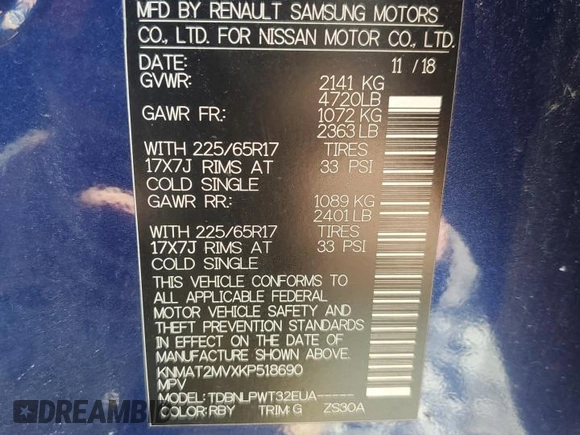 MFD BY RENAULT SAMSUNG MOTORS
CO., LTD. FOR NISSAN MOTOR CO., LTD.
DATE: 11 / 18
GVWR: 2141 KG
4720LB
GAWR FR: 1072 KG
2363 LB
WITH 225/65R17 TIRES
17X7J RIMS AT 33 PSI
COLD SINGLE
GAWR RR: 1089 KG
2401 LB
WITH 225/65R17 TIRES
17X7J RIMS AT 33 PSI
COLD SINGLE
THIS VEHICLE CONFORMS TO
ALL APPLICABLE FEDERAL
MOTOR VEHICLE SAFETY AND
THEFT PREVENTION STANDARDS
IN EFFECT ON THE DATE OF
MANUFACTURE SHOWN ABOVE.
KNMAT2MVXKP518690
MPV
TYPE: TDBNLPWT32EUA-----
COLOR:RBY TRIM:G ZS30A